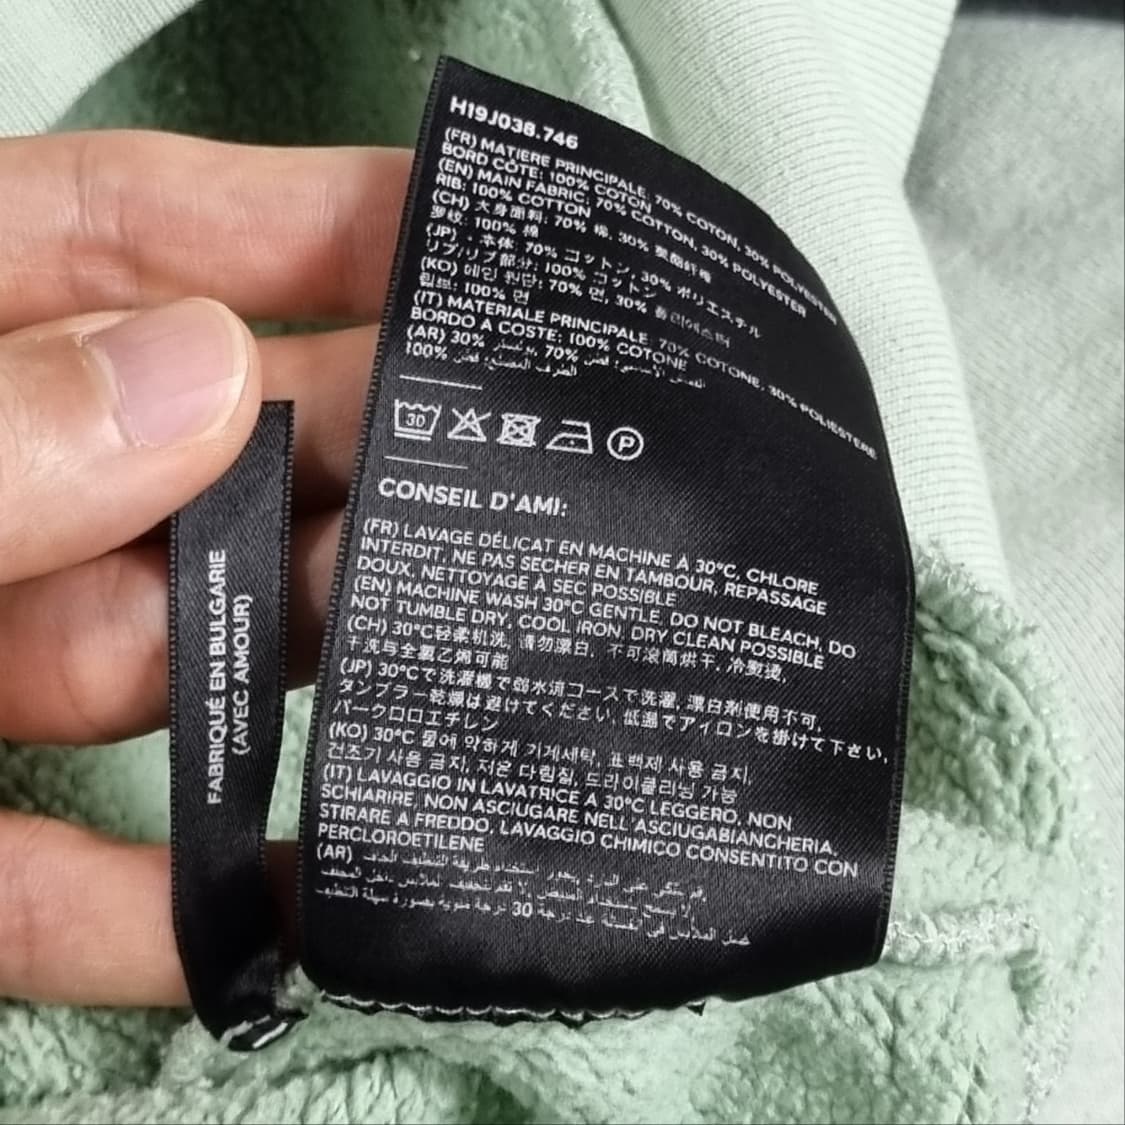 H19J038.746
(FR) MATIERE PRINCIPALE: 70% COTON, 30% POLYESTER
BORD CÔTE: 100% COTON
(EN) MAIN FABRIC: 70% COTTON, 30% POLYESTER
RIB: 100% COTTON
(CH) 大身面料: 70% 棉, 30% 聚酯纤维
罗纹: 100% 棉
(JP) ・本体: 70% コットン, 30% ポリエステル
リブ/リブ部分: 100% コットン
(KO) 메인 원단: 70% 면, 30% 폴리에스터
립브: 100% 면
(IT) MATERIALE PRINCIPALE: 70% COTONE, 30% POLIESTERE
BORDO A COSTE: 100% COTONE
(AR) 30% 70%
100%
30
P
CONSEIL D'AMI:
(FR) LAVAGE DÉLICAT EN MACHINE À 30°C, CHLORE
INTERDIT, NE PAS SECHER EN TAMBOUR, REPASSAGE
DOUX, NETTOYAGE À SEC POSSIBLE
(EN) MACHINE WASH 30°C GENTLE, DO NOT BLEACH, DO
NOT TUMBLE DRY, COOL IRON, DRY CLEAN POSSIBLE
(CH) 30°C轻柔机洗, 请勿漂白, 不可滚筒烘干, 冷熨烫,
干洗与全氯乙烯可能
(JP) 30°Cで洗濯機で弱水流コースで洗濯, 漂白剤使用不可,
タンブラー乾燥は避けてください, 低温でアイロンを掛けて下さい,
パークロロエチレン
(KO) 30°C 물에 약하게 기계세탁, 표백제 사용 금지,
건조기 사용 금지, 저온 다림질, 드라이클리닝 가능
(IT) LAVAGGIO IN LAVATRICE A 30°C LEGGERO, NON
SCHIARIRE, NON ASCIUGARE NELL'ASCIUGABIANCHERIA,
STIRARE A FREDDO, LAVAGGIO CHIMICO CONSENTITO CON
PERCLOROETILENE
(AR)
30
FABRIQUÉ EN BULGARIE
(AVEC AMOUR)